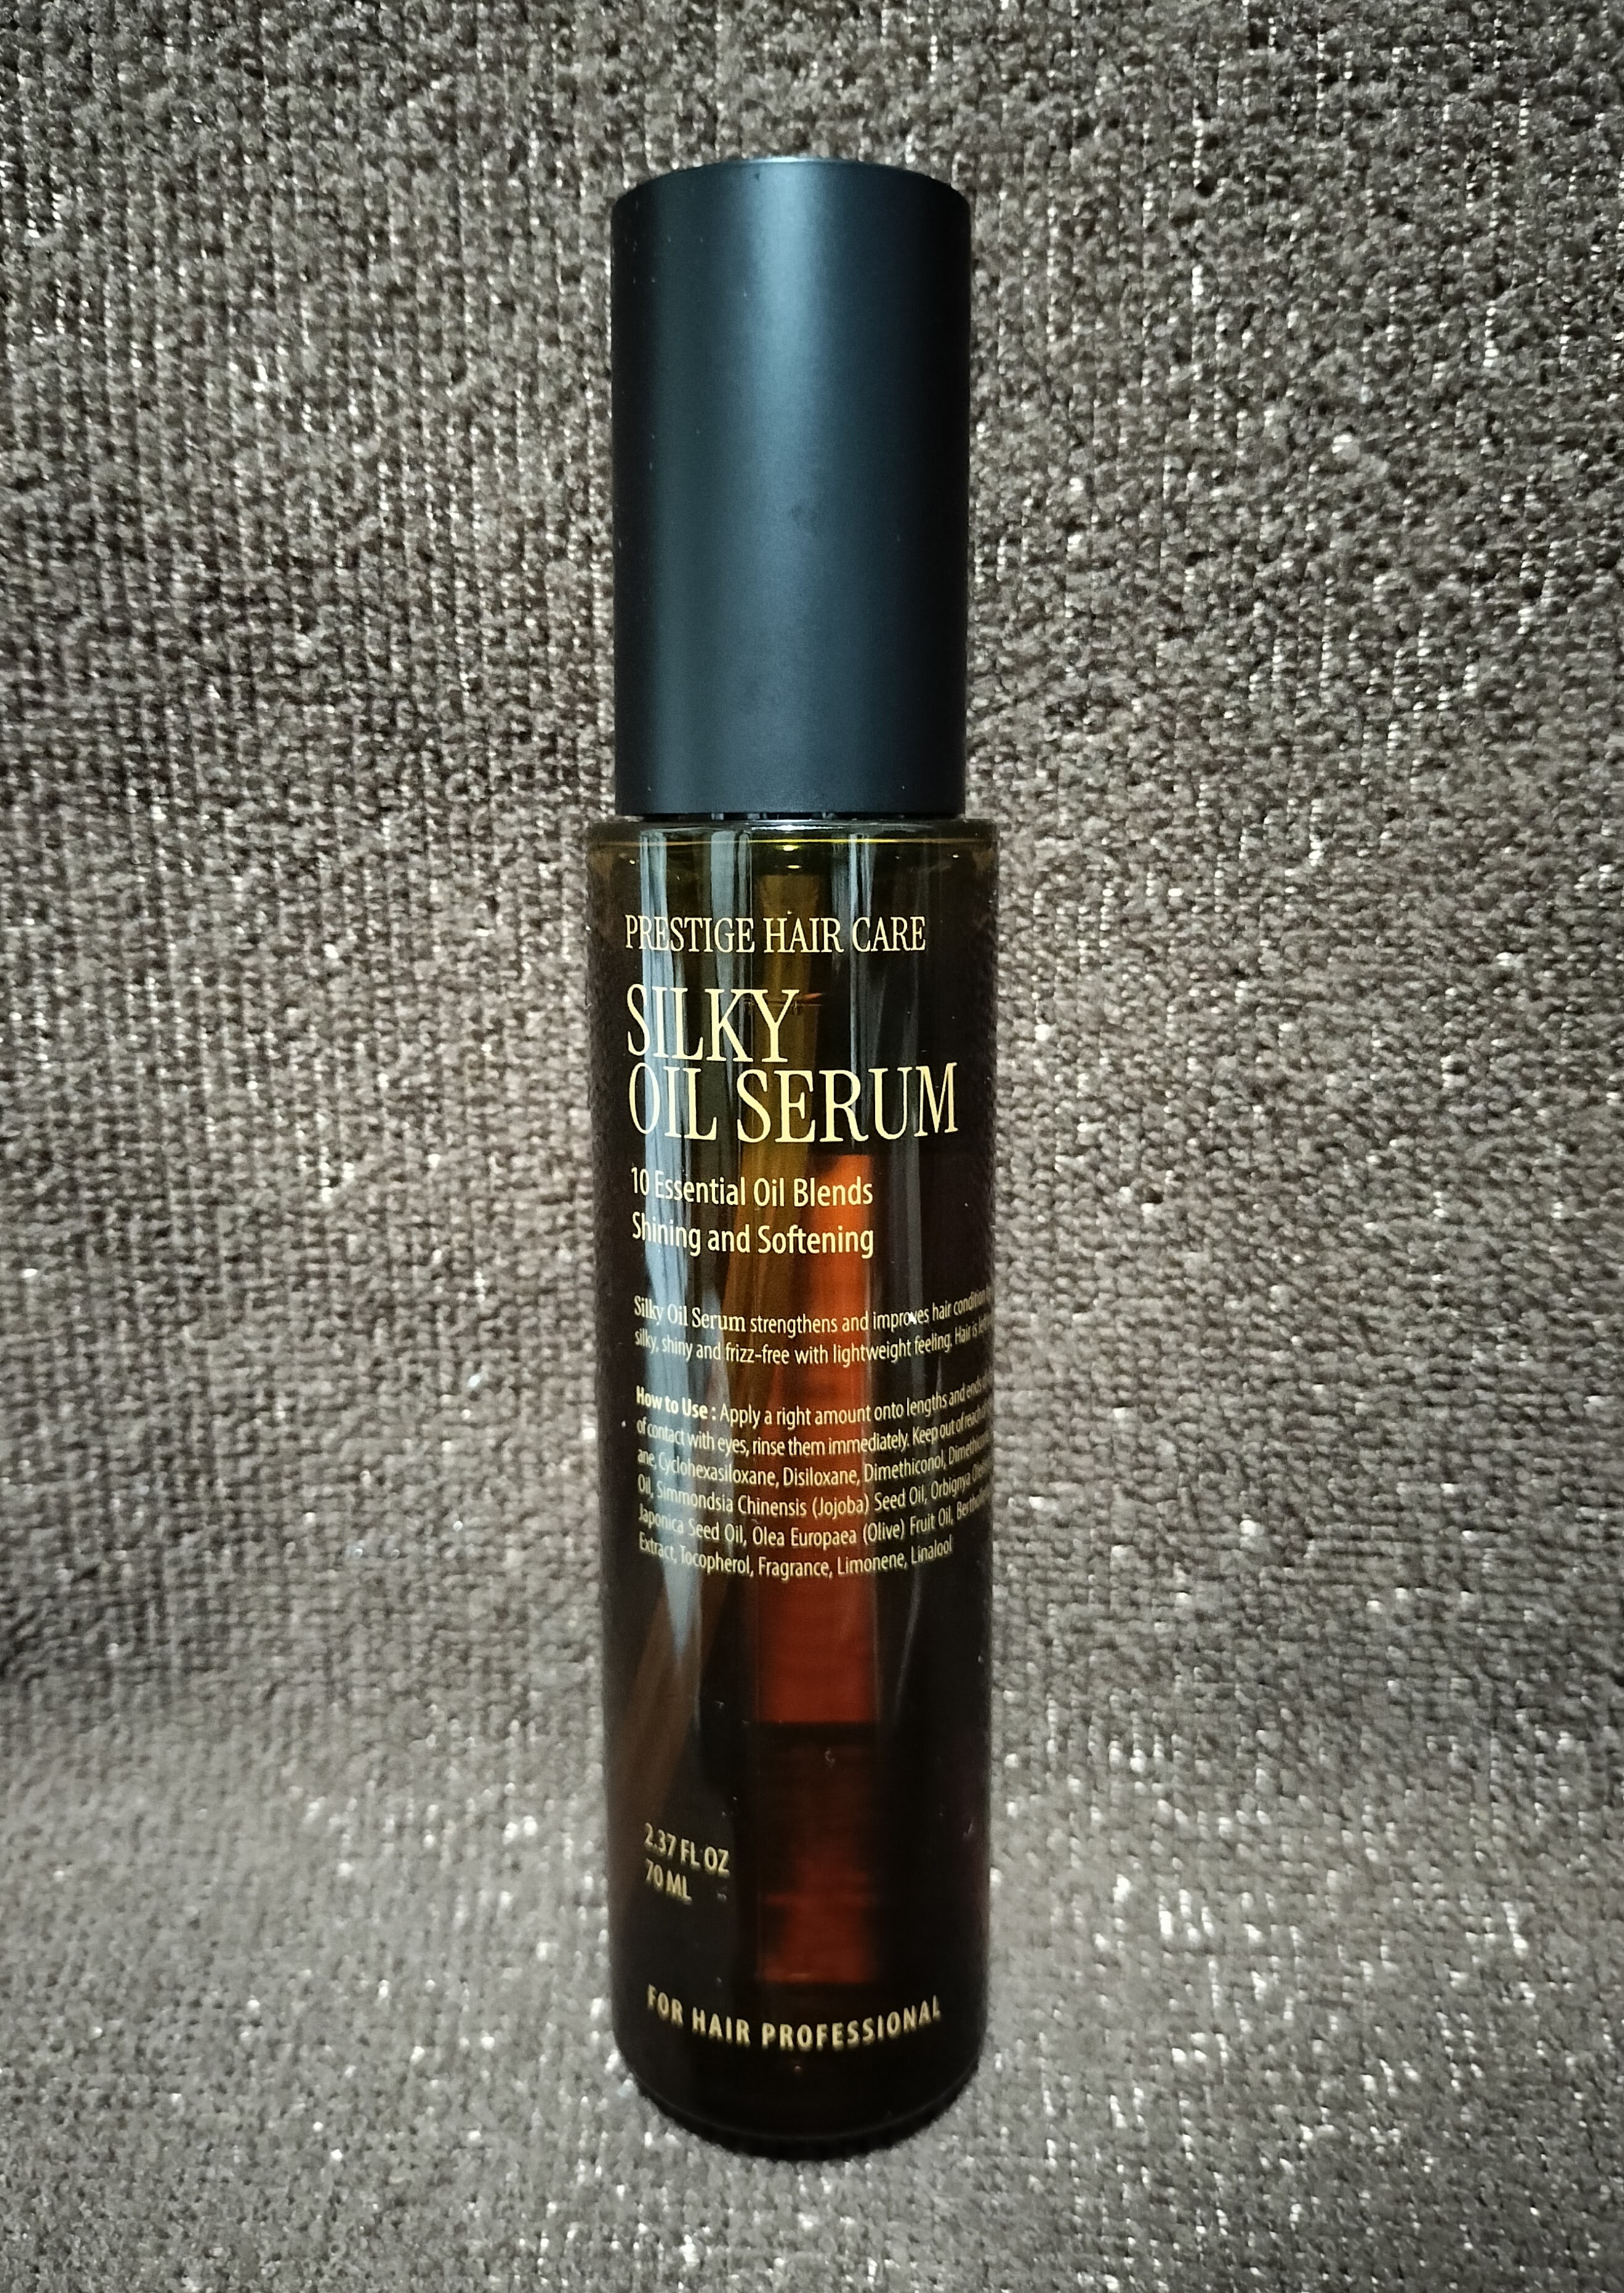 PRESTIGE HAIR CARE
SILKY
OIL SERUM
10 Essential Oil Blends
Shining and Softening
Silky Oil Serum strengthens and improves hair condition
silky, shiny and frizz-free with lightweight feeling. Hair is
How to Use : Apply a right amount onto lengths and ends
of contact with eyes, rinse them immediately. Keep out of reach
ane, Cyclohexasiloxane, Disiloxane, Dimethiconol,
Oil, Simmondsia Chinensis (Jojoba) Seed Oil, Orbignya
Japonica Seed Oil, Olea Europaea (Olive) Fruit Oil,
Extract, Tocopherol, Fragrance, Limonene, Linalool
2.37 FL OZ
70 ML
FOR HAIR PROFESSIONAL